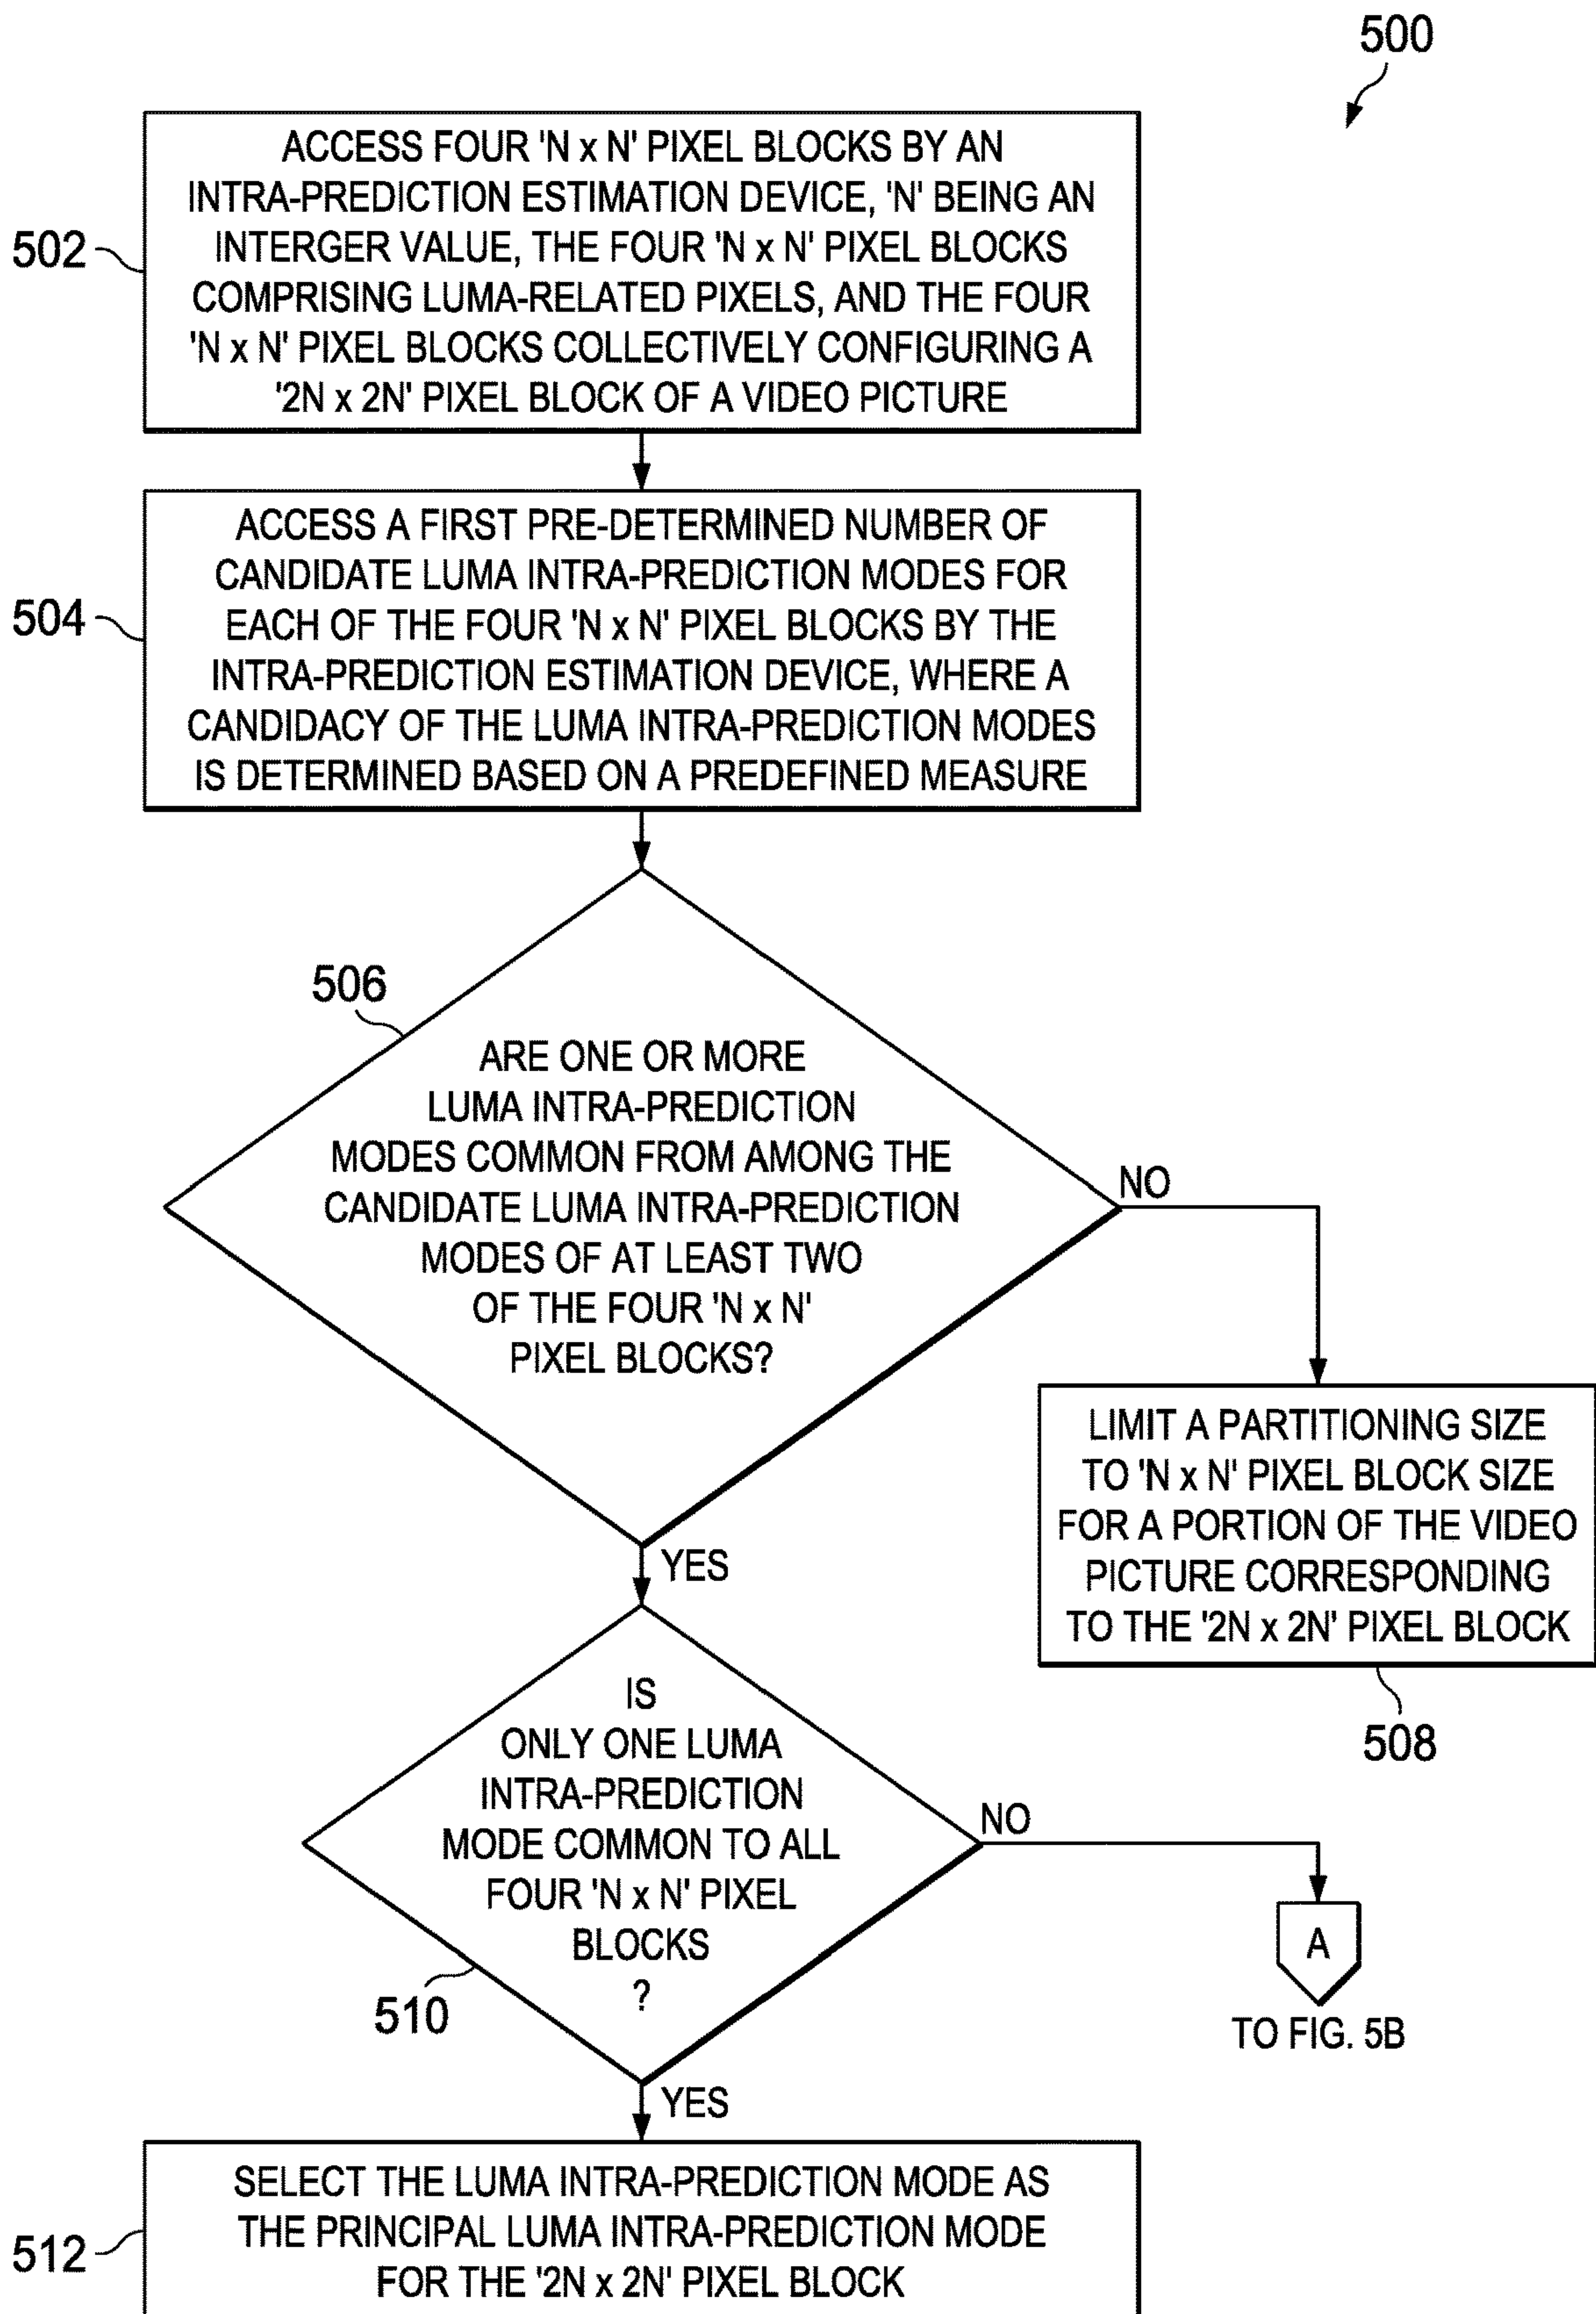 500
502
ACCESS FOUR 'N x N' PIXEL BLOCKS BY AN
INTRA-PREDICTION ESTIMATION DEVICE, 'N' BEING AN
INTERGER VALUE, THE FOUR 'N x N' PIXEL BLOCKS
COMPRISING LUMA-RELATED PIXELS, AND THE FOUR
'N x N' PIXEL BLOCKS COLLECTIVELY CONFIGURING A
'2N x 2N' PIXEL BLOCK OF A VIDEO PICTURE
504
ACCESS A FIRST PRE-DETERMINED NUMBER OF
CANDIDATE LUMA INTRA-PREDICTION MODES FOR
EACH OF THE FOUR 'N x N' PIXEL BLOCKS BY THE
INTRA-PREDICTION ESTIMATION DEVICE, WHERE A
CANDIDACY OF THE LUMA INTRA-PREDICTION MODES
IS DETERMINED BASED ON A PREDEFINED MEASURE
506
ARE ONE OR MORE
LUMA INTRA-PREDICTION
MODES COMMON FROM AMONG THE
CANDIDATE LUMA INTRA-PREDICTION
MODES OF AT LEAST TWO
OF THE FOUR 'N x N'
PIXEL BLOCKS?
NO
LIMIT A PARTITIONING SIZE
TO 'N x N' PIXEL BLOCK SIZE
FOR A PORTION OF THE VIDEO
PICTURE CORRESPONDING
TO THE '2N x 2N' PIXEL BLOCK
508
YES
IS
ONLY ONE LUMA
INTRA-PREDICTION
MODE COMMON TO ALL
FOUR 'N x N' PIXEL
BLOCKS
?
510
NO
A
TO FIG. 5B
YES
512
SELECT THE LUMA INTRA-PREDICTION MODE AS
THE PRINCIPAL LUMA INTRA-PREDICTION MODE
FOR THE '2N x 2N' PIXEL BLOCK